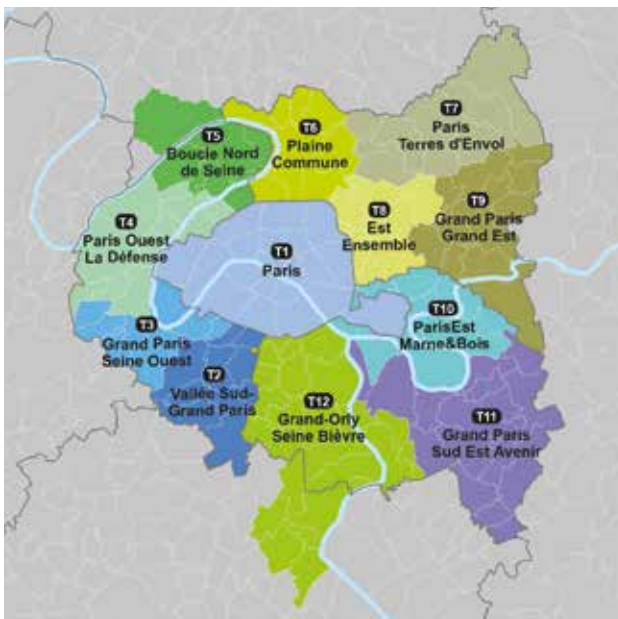 T7
Paris
Terres d'Envol
T5
Boucle Nord
de Seine
T6
Plaine
Commune
T9
Grand Paris
Grand Est
T8
Est
Ensemble
T4
Paris Ouest
La Défense
T1
Paris
T10
ParisEst
Marne&Bois
T3
Grand Paris
Seine Ouest
T2
Vallée Sud-
Grand Paris
T12
Grand-Orly
Seine Bièvre
T11
Grand Paris
Sud Est Avenir